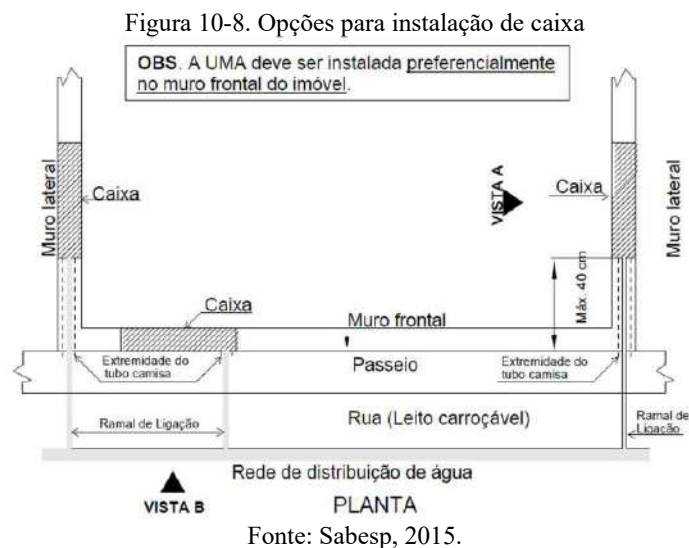 Figura 10-8. Opções para instalação de caixa
OBS. A UMA deve ser instalada preferencialmente
no muro frontal do imóvel.
Muro lateral
Caixa
VISTA A
Caixa
Muro lateral
Máx. 40 cm
Caixa
Muro frontal
Extremidade do
tubo camisa
Passeio
Extremidade do
tubo camisa
Ramal de Ligação
Rua (Leito carroçável)
Ramal de
Ligação
Rede de distribuição de água
VISTA B
PLANTA
Fonte: Sabesp, 2015.